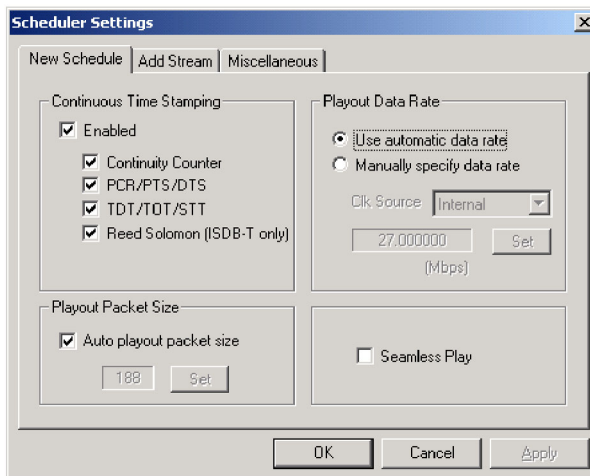 Scheduler Settings
New Schedule Add Stream Miscellaneous
Continuous Time Stamping
Enabled
Continuity Counter
PCR/PTS/DTS
TDT/TOT/STT
Reed Solomon (ISDB-T only)
Playout Data Rate
Use automatic data rate
Manually specify data rate
Clk Source Internal
27.000000 Set
(Mbps)
Playout Packet Size
Auto playout packet size
188 Set
Seamless Play
OK Cancel Apply